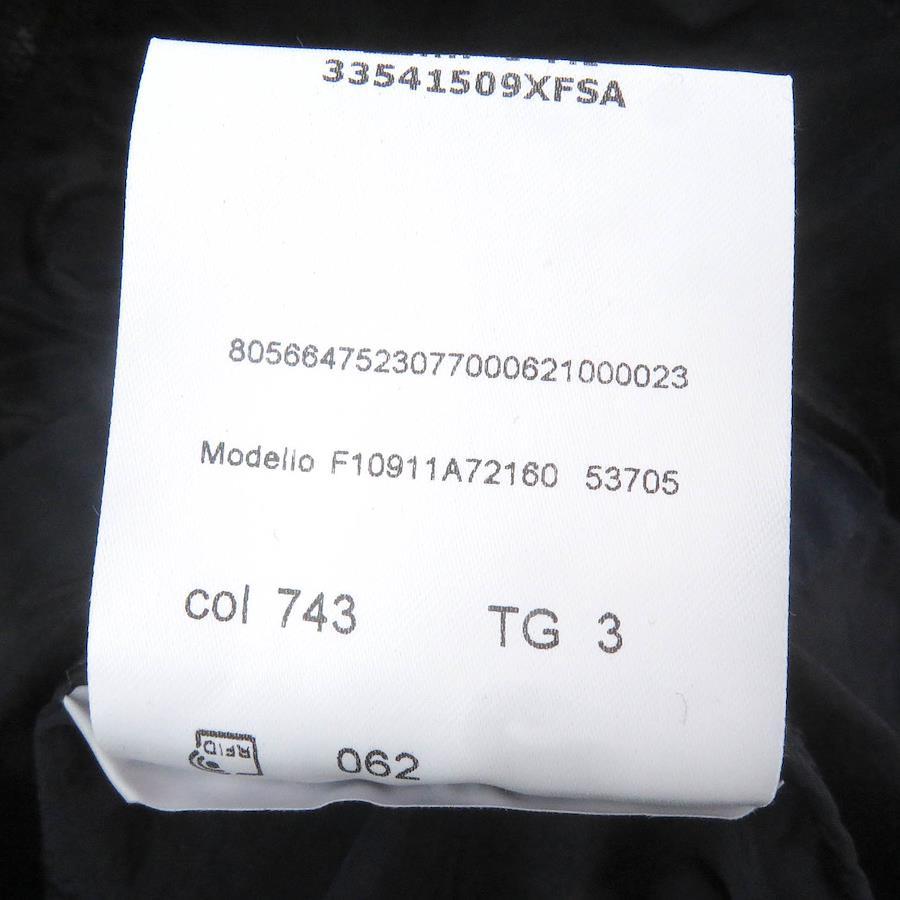 33541509XFSA
8056647523077000621000023
Modello F10911A72160 53705
col 743 TG 3
RFID 062